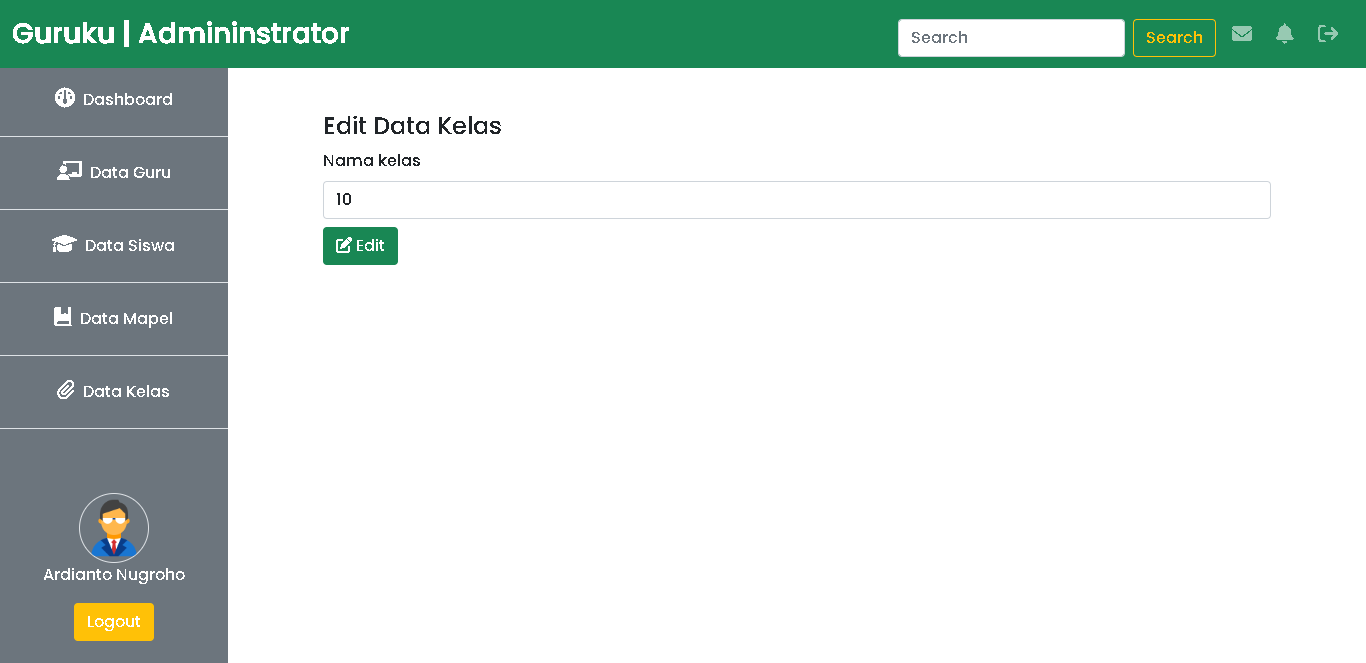 Guruku | Admininstrator
Search
Search
Dashboard
Data Guru
Data Siswa
Data Mapel
Data Kelas
Ardianto Nugroho
Logout
Edit Data Kelas
Nama kelas
10
Edit